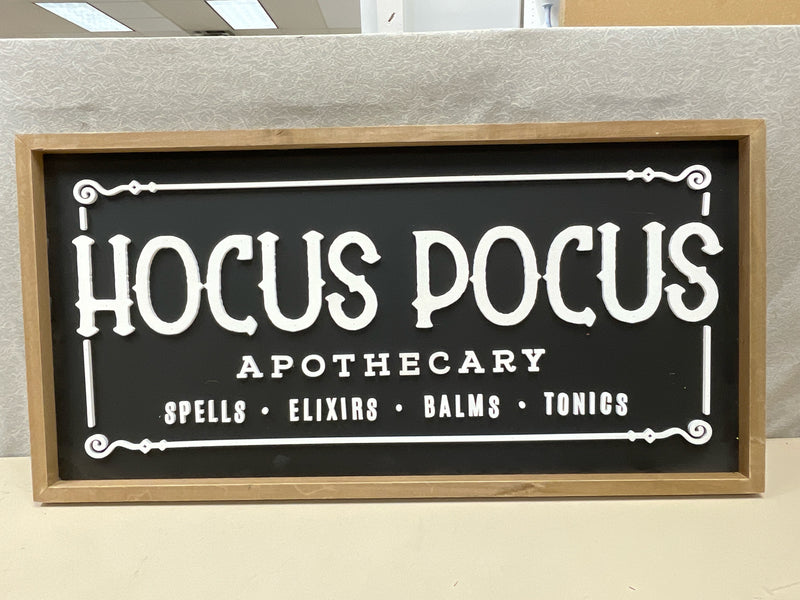 HOCUS POCUS
APOTHECARY
SPELLS • ELIXIRS • BALMS • TONICS